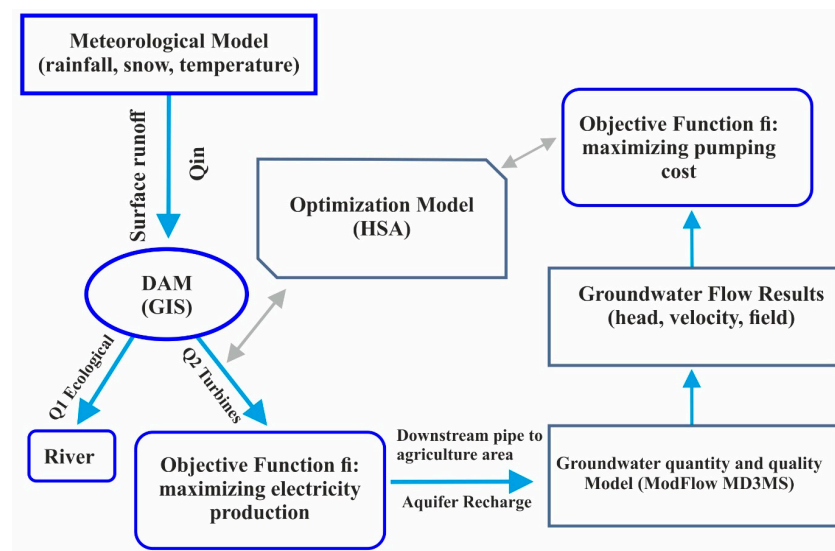 Meteorological Model
(rainfall, snow, temperature)
Surface runoff
Qin
DAM
(GIS)
Q1 Ecological
Q2 Turbines
River
Objective Function fi:
maximizing electricity
production
Optimization Model
(HSA)
Downstream pipe to
agriculture area
Aquifer Recharge
Groundwater quantity and quality
Model (ModFlow MD3MS)
Groundwater Flow Results
(head, velocity, field)
Objective Function fi:
maximizing pumping
cost